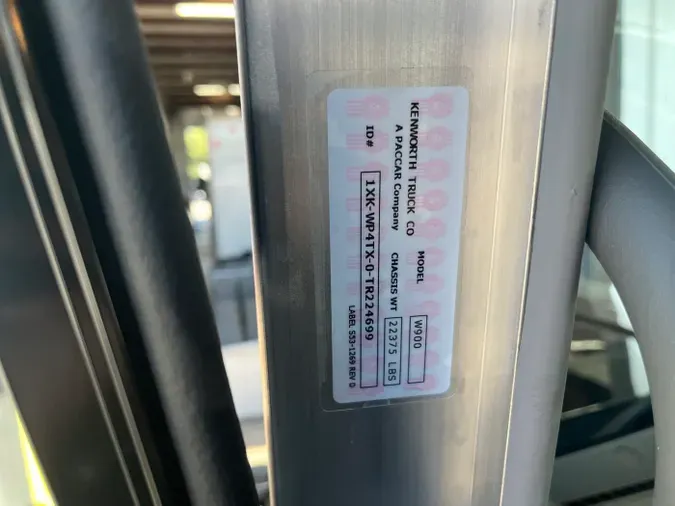 KENWORTH TRUCK CO MODEL W900
A PACCAR Company CHASSIS WT 22375 LBS
ID# 1XK-WP4TX-0-TR224699
LABEL S53-1269 REV D